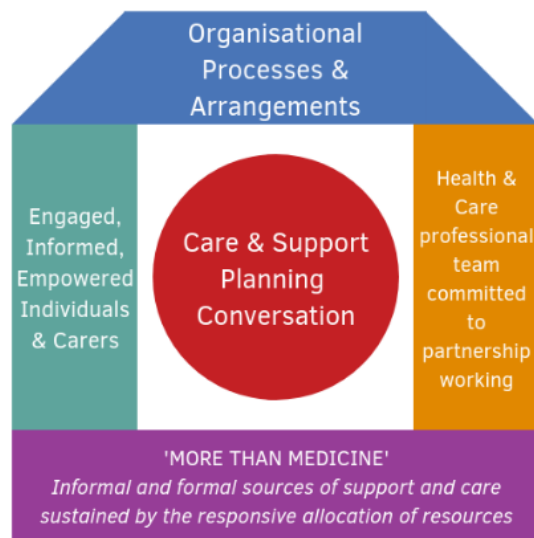 Organisational
Processes &
Arrangements
Engaged,
Informed,
Empowered
Individuals
& Carers
Care & Support
Planning
Conversation
Health &
Care
professional
team
committed
to
partnership
working
'MORE THAN MEDICINE'
Informal and formal sources of support and care
sustained by the responsive allocation of resources